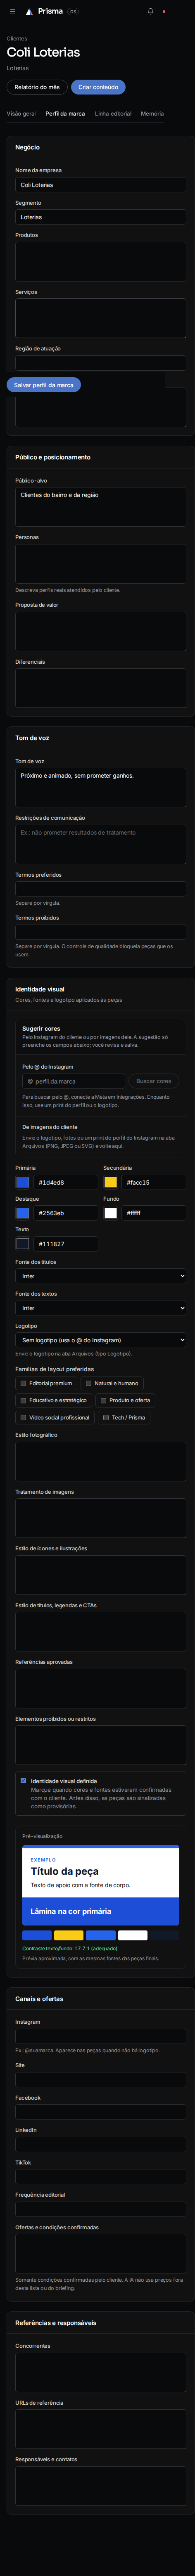 Prisma OS
Clientes
Coli Loterias
Loterias
Relatório do mês
Criar conteúdo
Visão geral
Perfil da marca
Linha editorial
Memória
Negócio
Nome da empresa
Coli Loterias
Segmento
Loterias
Produtos
Serviços
Região de atuação
Salvar perfil da marca
Público e posicionamento
Público-alvo
Clientes do bairro e da região
Personas
Descreva perfis reais atendidos pelo cliente.
Proposta de valor
Diferenciais
Tom de voz
Tom de voz
Próximo e animado, sem prometer ganhos.
Restrições de comunicação
Ex.: não prometer resultados de tratamento
Termos preferidos
Separe por vírgula.
Termos proibidos
Separe por vírgula. O controle de qualidade bloqueia peças que os
usem.
Identidade visual
Cores, fontes e logotipo aplicados às peças
Sugerir cores
Pelo Instagram do cliente ou por imagens dele. A sugestão só
preenche os campos abaixo; você revisa e salva.
Pelo @ do Instagram
@ perfil.da.marca
Buscar cores
Para buscar pelo @, conecte a Meta em Integrações. Enquanto
isso, use um print do perfil ou o logotipo.
De imagens do cliente
Envie o logotipo, fotos ou um print do perfil do Instagram na aba
Arquivos (PNG, JPEG ou SVG) e volte aqui.
Primária
Secundária
#1d4ed8
#facc15
Destaque
Fundo
#2563eb
#ffffff
Texto
#111827
Fonte dos títulos
Inter
Fonte dos textos
Inter
Logotipo
Sem logotipo (usa o @ do Instagram)
Envie o logotipo na aba Arquivos (tipo Logotipo).
Famílias de layout preferidas
Editorial premium
Natural e humano
Educativo e estratégico
Produto e oferta
Vídeo social profissional
Tech / Prisma
Estilo fotográfico
Tratamento de imagens
Estilo de ícones e ilustrações
Estilo de títulos, legendas e CTAs
Referências aprovadas
Elementos proibidos ou restritos
Identidade visual definida
Marque quando cores e fontes estiverem confirmadas
com o cliente. Antes disso, as peças são sinalizadas
como provisórias.
Pré-visualização
EXEMPLO
Título da peça
Texto de apoio com a fonte de corpo.
Lâmina na cor primária
Contraste texto/fundo: 17.7:1 (adequado)
Prévia aproximada, com as mesmas fontes das peças finais.
Canais e ofertas
Instagram
Ex.: @suamarca. Aparece nas peças quando não há logotipo.
Site
Facebook
LinkedIn
TikTok
Frequência editorial
Ofertas e condições confirmadas
Somente condições confirmadas pelo cliente. A IA não usa preços fora
desta lista ou do briefing.
Referências e responsáveis
Concorrentes
URLs de referência
Responsáveis e contatos